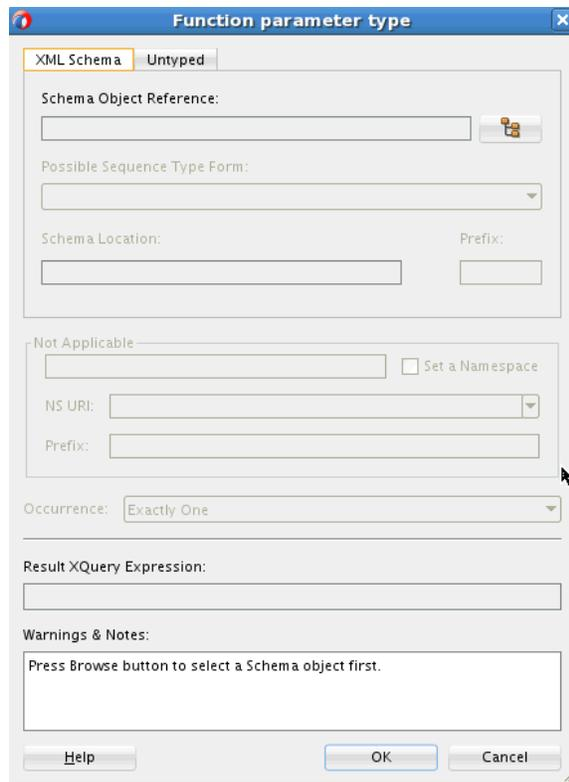 Function parameter type
XML Schema Untyped
Schema Object Reference:
Possible Sequence Type Form:
Schema Location: Prefix:
Not Applicable
Set a Namespace
NS URI:
Prefix:
Occurrence: Exactly One
Result XQuery Expression:
Warnings & Notes:
Press Browse button to select a Schema object first.
Help OK Cancel